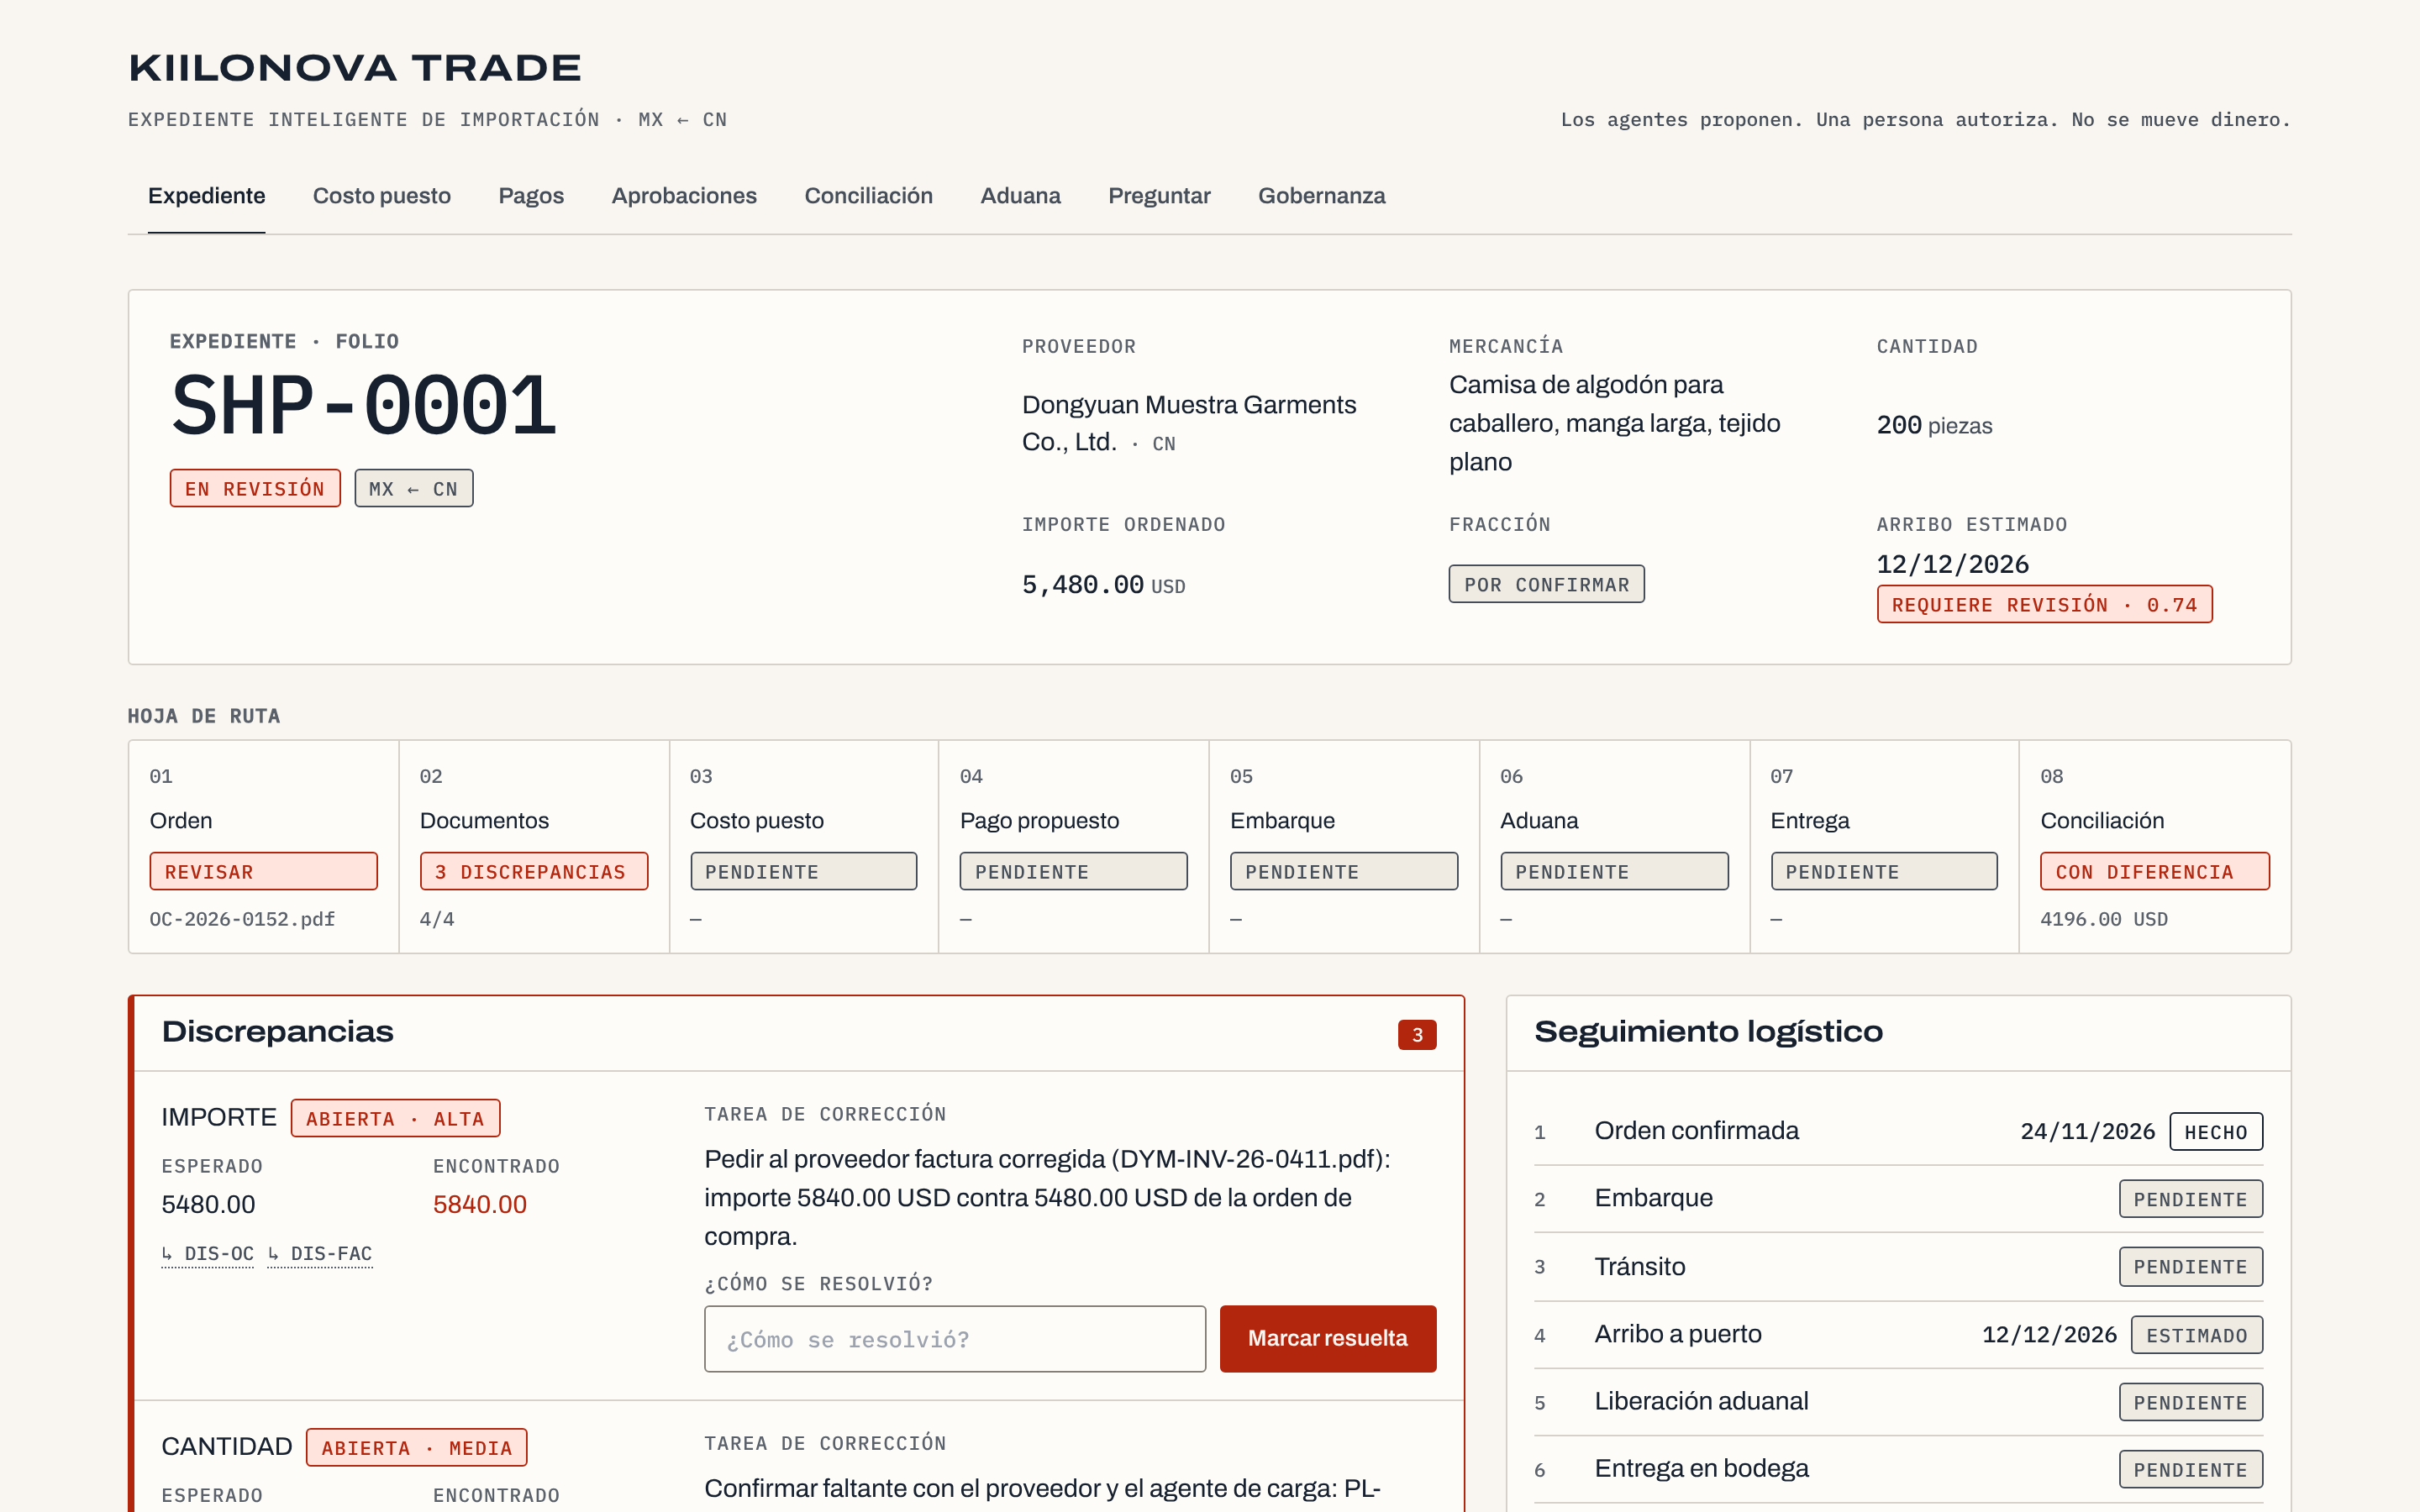 KIILONOVA TRADE
EXPEDIENTE INTELIGENTE DE IMPORTACIÓN · MX ← CN
Los agentes proponen. Una persona autoriza. No se mueve dinero.
Expediente
Costo puesto
Pagos
Aprobaciones
Conciliación
Aduana
Preguntar
Gobernanza
EXPEDIENTE · FOLIO
SHP-0001
EN REVISIÓN
MX ← CN
PROVEEDOR
Dongyuan Muestra Garments
Co., Ltd. · CN
MERCANCÍA
Camisa de algodón para
caballero, manga larga, tejido
plano
CANTIDAD
200 piezas
IMPORTE ORDENADO
5,480.00 USD
FRACCIÓN
POR CONFIRMAR
ARRIBO ESTIMADO
12/12/2026
REQUIERE REVISIÓN · 0.74
HOJA DE RUTA
01
Orden
REVISAR
OC-2026-0152.pdf
02
Documentos
3 DISCREPANCIAS
4/4
03
Costo puesto
PENDIENTE
—
04
Pago propuesto
PENDIENTE
—
05
Embarque
PENDIENTE
—
06
Aduana
PENDIENTE
—
07
Entrega
PENDIENTE
—
08
Conciliación
CON DIFERENCIA
4196.00 USD
Discrepancias
3
IMPORTE ABIERTA · ALTA
ESPERADO
5480.00
ENCONTRADO
5840.00
↳ DIS-OC ↳ DIS-FAC
TAREA DE CORRECCIÓN
Pedir al proveedor factura corregida (DYM-INV-26-0411.pdf):
importe 5840.00 USD contra 5480.00 USD de la orden de
compra.
¿CÓMO SE RESOLVIÓ?
¿Cómo se resolvió?
Marcar resuelta
CANTIDAD ABIERTA · MEDIA
ESPERADO
ENCONTRADO
TAREA DE CORRECCIÓN
Confirmar faltante con el proveedor y el agente de carga: PL-
Seguimiento logístico
1 Orden confirmada 24/11/2026 HECHO
2 Embarque PENDIENTE
3 Tránsito PENDIENTE
4 Arribo a puerto 12/12/2026 ESTIMADO
5 Liberación aduanal PENDIENTE
6 Entrega en bodega PENDIENTE